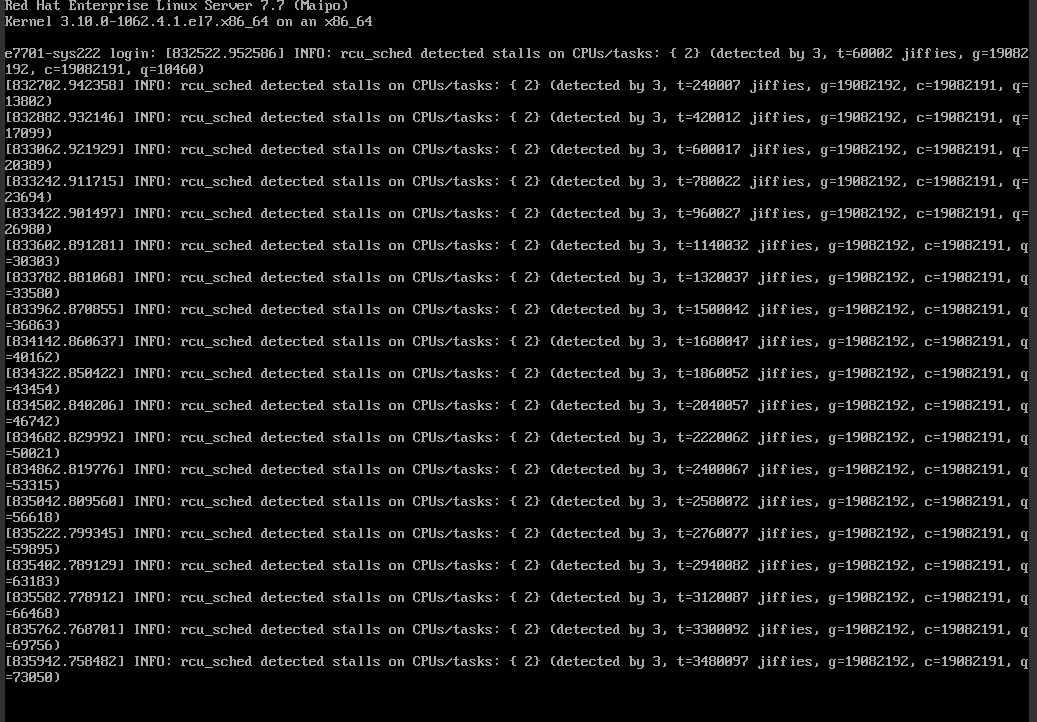 Red Hat Enterprise Linux Server 7.7 (Maipo)
Kernel 3.10.0-1062.4.1.el7.x86_64 on an x86_64
e7701-sys222 login: [832522.952586] INFO: rcu_sched detected stalls on CPUs/tasks: { 2} (detected by 3, t=60002 jiffies, g=19082
192, c=19082191, q=10460)
[832702.942358] INFO: rcu_sched detected stalls on CPUs/tasks: { 2} (detected by 3, t=240007 jiffies, g=19082192, c=19082191, q=
13802)
[832882.932146] INFO: rcu_sched detected stalls on CPUs/tasks: { 2} (detected by 3, t=420012 jiffies, g=19082192, c=19082191, q=
17099)
[833062.921929] INFO: rcu_sched detected stalls on CPUs/tasks: { 2} (detected by 3, t=600017 jiffies, g=19082192, c=19082191, q=
20389)
[833242.911715] INFO: rcu_sched detected stalls on CPUs/tasks: { 2} (detected by 3, t=780022 jiffies, g=19082192, c=19082191, q=
23694)
[833422.901497] INFO: rcu_sched detected stalls on CPUs/tasks: { 2} (detected by 3, t=960027 jiffies, g=19082192, c=19082191, q=
26980)
[833602.891281] INFO: rcu_sched detected stalls on CPUs/tasks: { 2} (detected by 3, t=1140032 jiffies, g=19082192, c=19082191, q
=30303)
[833782.881068] INFO: rcu_sched detected stalls on CPUs/tasks: { 2} (detected by 3, t=1320037 jiffies, g=19082192, c=19082191, q
=33580)
[833962.870855] INFO: rcu_sched detected stalls on CPUs/tasks: { 2} (detected by 3, t=1500042 jiffies, g=19082192, c=19082191, q
=36863)
[834142.860637] INFO: rcu_sched detected stalls on CPUs/tasks: { 2} (detected by 3, t=1680047 jiffies, g=19082192, c=19082191, q
=40162)
[834322.850422] INFO: rcu_sched detected stalls on CPUs/tasks: { 2} (detected by 3, t=1860052 jiffies, g=19082192, c=19082191, q
=43454)
[834502.840206] INFO: rcu_sched detected stalls on CPUs/tasks: { 2} (detected by 3, t=2040057 jiffies, g=19082192, c=19082191, q
=46742)
[834682.829992] INFO: rcu_sched detected stalls on CPUs/tasks: { 2} (detected by 3, t=2220062 jiffies, g=19082192, c=19082191, q
=50021)
[834862.819776] INFO: rcu_sched detected stalls on CPUs/tasks: { 2} (detected by 3, t=2400067 jiffies, g=19082192, c=19082191, q
=53315)
[835042.809560] INFO: rcu_sched detected stalls on CPUs/tasks: { 2} (detected by 3, t=2580072 jiffies, g=19082192, c=19082191, q
=56618)
[835222.799345] INFO: rcu_sched detected stalls on CPUs/tasks: { 2} (detected by 3, t=2760077 jiffies, g=19082192, c=19082191, q
=59895)
[835402.789129] INFO: rcu_sched detected stalls on CPUs/tasks: { 2} (detected by 3, t=2940082 jiffies, g=19082192, c=19082191, q
=63183)
[835582.778912] INFO: rcu_sched detected stalls on CPUs/tasks: { 2} (detected by 3, t=3120087 jiffies, g=19082192, c=19082191, q
=66468)
[835762.768701] INFO: rcu_sched detected stalls on CPUs/tasks: { 2} (detected by 3, t=3300092 jiffies, g=19082192, c=19082191, q
=69756)
[835942.758482] INFO: rcu_sched detected stalls on CPUs/tasks: { 2} (detected by 3, t=3480097 jiffies, g=19082192, c=19082191, q
=73050)